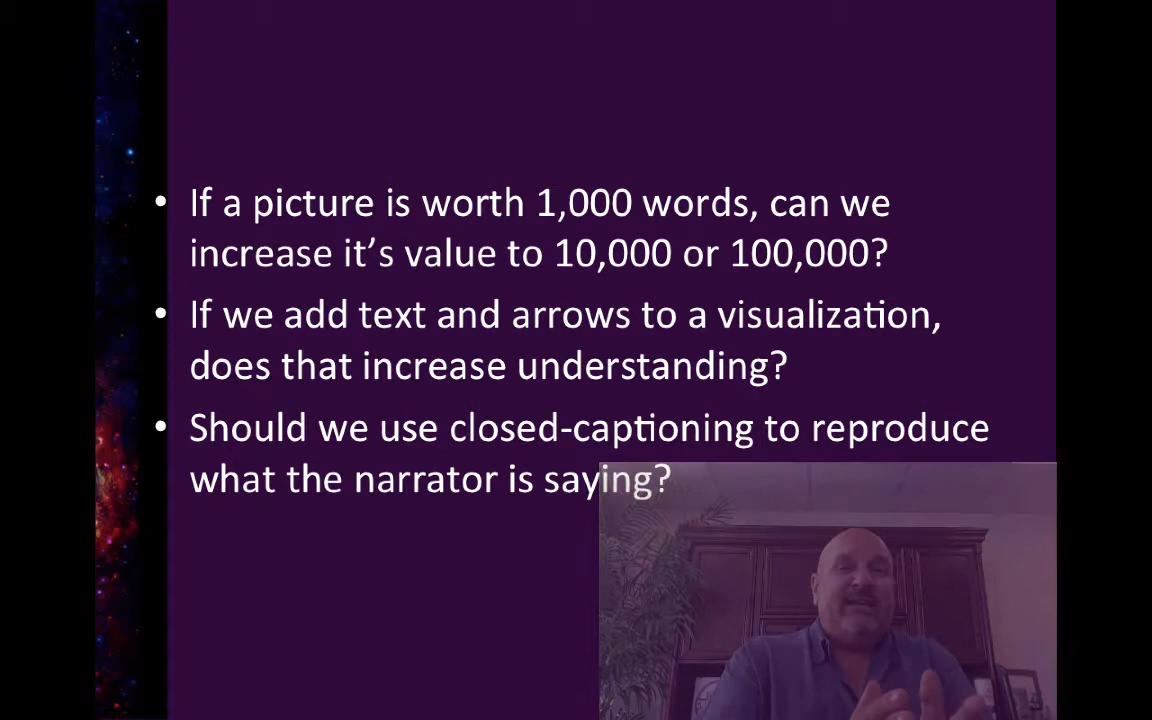 • If a picture is worth 1,000 words, can we
increase it’s value to 10,000 or 100,000?
• If we add text and arrows to a visualization,
does that increase understanding?
• Should we use closed-captioning to reproduce
what the narrator is saying?